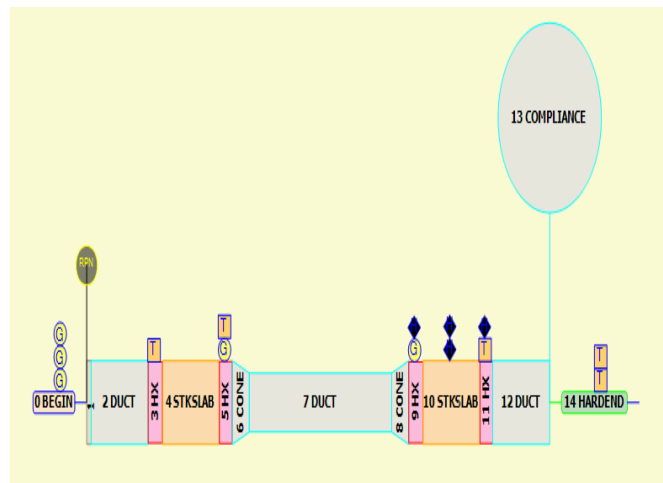 13 COMPLIANCE
RPN
G
G
G
T
T
G
G
T
T
T
0 BEGIN
2 DUCT
3 HX
4 STKSLAB
5 HX
6 CONE
7 DUCT
8 CONE
9 HX
10 STKSLAB
11 HX
12 DUCT
14 HARDEND